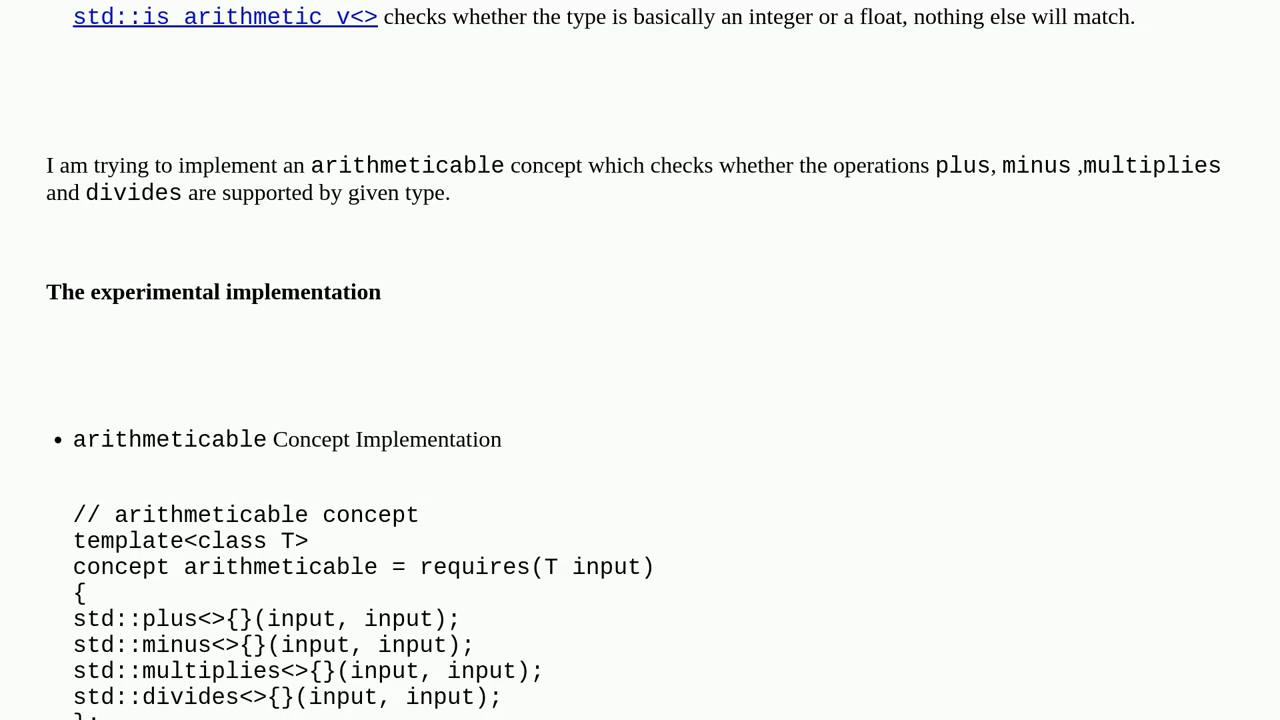 std::is_arithmetic_v<> checks whether the type is basically an integer or a float, nothing else will match.
I am trying to implement an arithmeticable concept which checks whether the operations plus, minus ,multiplies
and divides are supported by given type.
The experimental implementation
• arithmeticable Concept Implementation
// arithmeticable concept
template<class T>
concept arithmeticable = requires(T input)
{
std::plus<>{}(input, input);
std::minus<>{}(input, input);
std::multiplies<>{}(input, input);
std::divides<>{}(input, input);
};